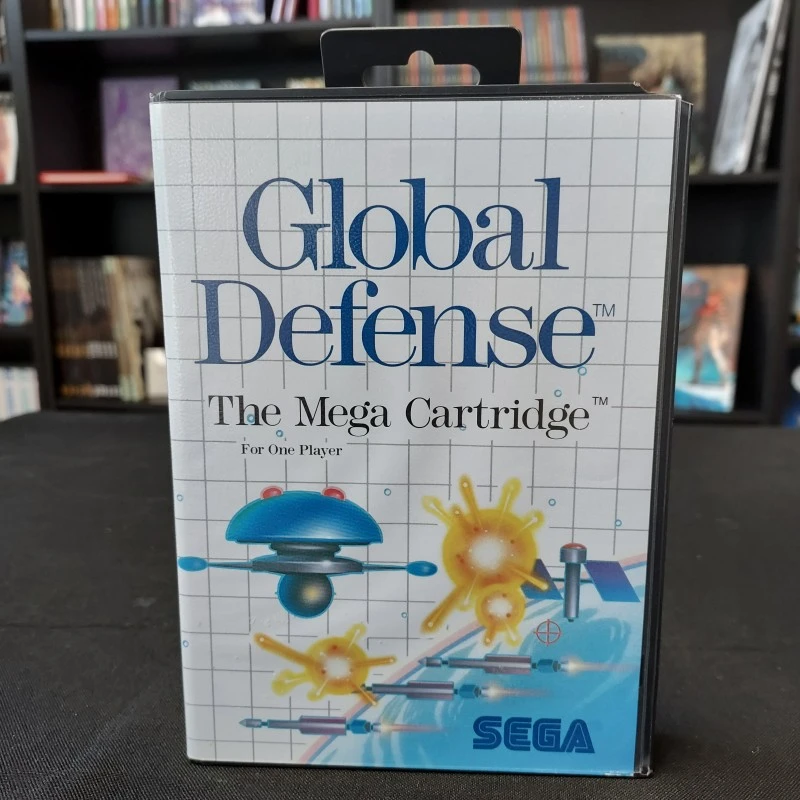 Global
Defense™
The Mega Cartridge™
For One Player
SEGA